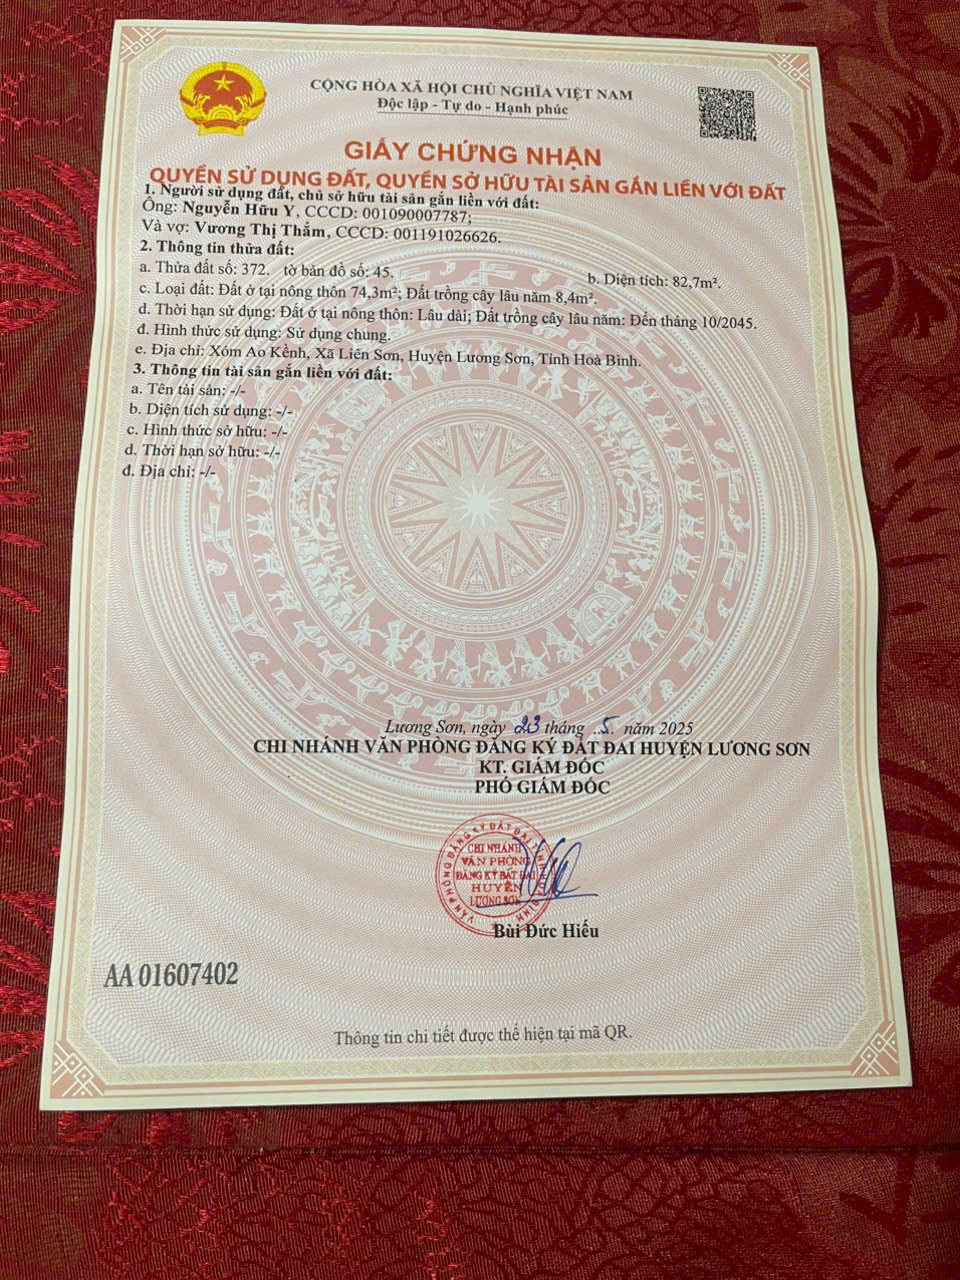 CỘNG HÒA XÃ HỘI CHỦ NGHĨA VIỆT NAM
Độc lập - Tự do - Hạnh phúc
GIẤY CHỨNG NHẬN
QUYỀN SỬ DỤNG ĐẤT, QUYỀN SỞ HỮU TÀI SẢN GẮN LIỀN VỚI ĐẤT
1. Người sử dụng đất, chủ sở hữu tài sản gắn liền với đất:
Ông: Nguyễn Hữu Y, CCCD: 001090007787;
Và vợ: Vương Thị Thắm, CCCD: 001191026626.
2. Thông tin thửa đất:
a. Thửa đất số: 372. tờ bản đồ số: 45.
b. Diện tích: 82,7m².
c. Loại đất: Đất ở tại nông thôn 74,3m²; Đất trồng cây lâu năm 8,4m².
d. Thời hạn sử dụng: Đất ở tại nông thôn: Lâu dài; Đất trồng cây lâu năm: Đến tháng 10/2045.
đ. Hình thức sử dụng: Sử dụng chung.
e. Địa chỉ: Xóm Ao Kềnh, Xã Liên Sơn, Huyện Lương Sơn, Tỉnh Hoà Bình.
3. Thông tin tài sản gắn liền với đất:
a. Tên tài sản: -/-
b. Diện tích sử dụng: -/-
c. Hình thức sở hữu: -/-
d. Thời hạn sở hữu: -/-
đ. Địa chỉ: -/-
Lương Sơn, ngày 23 tháng ..5. năm 2025
CHI NHÁNH VĂN PHÒNG ĐĂNG KÝ ĐẤT ĐAI HUYỆN LƯƠNG SƠN
KT. GIÁM ĐỐC
PHÓ GIÁM ĐỐC
VĂN PHÒNG ĐĂNG KÝ ĐẤT ĐAI TỈNH HÒA BÌNH
CHI NHÁNH
VĂN PHÒNG
ĐĂNG KÝ ĐẤT ĐAI
HUYỆN
LƯƠNG SƠN
Bùi Đức Hiếu
AA 01607402
Thông tin chi tiết được thể hiện tại mã QR.